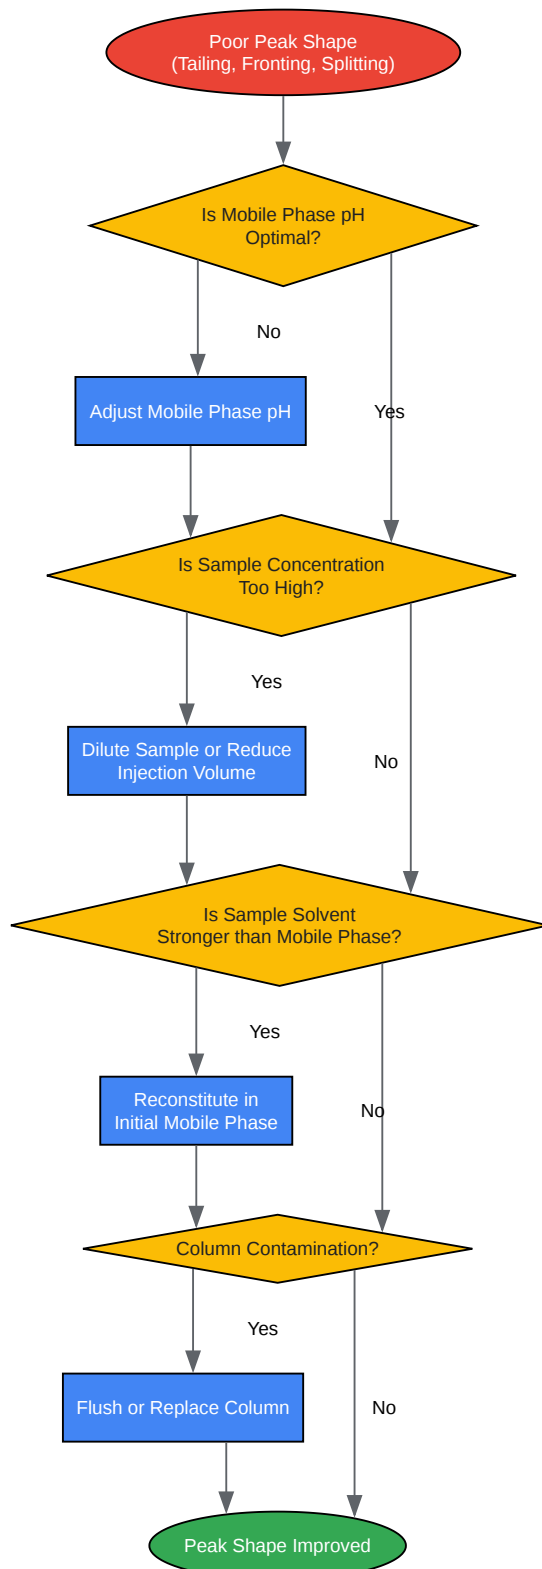 Poor Peak Shape
(Tailing, Fronting, Splitting)
Is Mobile Phase pH
Optimal?
No
Adjust Mobile Phase pH
Yes
Is Sample Concentration
Too High?
Yes
Dilute Sample or Reduce
Injection Volume
No
Is Sample Solvent
Stronger than Mobile Phase?
Yes
Reconstitute in
Initial Mobile Phase
No
Column Contamination?
Yes
Flush or Replace Column
No
Peak Shape Improved